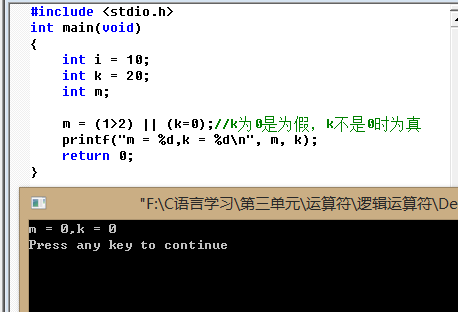 #include <stdio.h>
int main(void)
{
    int i = 10;
    int k = 20;
    int m;
    m = (1>2) || (k=0);//k为0是为假，k不是0时为真
    printf("m = %d,k = %d\n", m, k);
    return 0;
}
"F:\C语言学习\第三单元\运算符\逻辑运算符\De
m = 0,k = 0
Press any key to continue